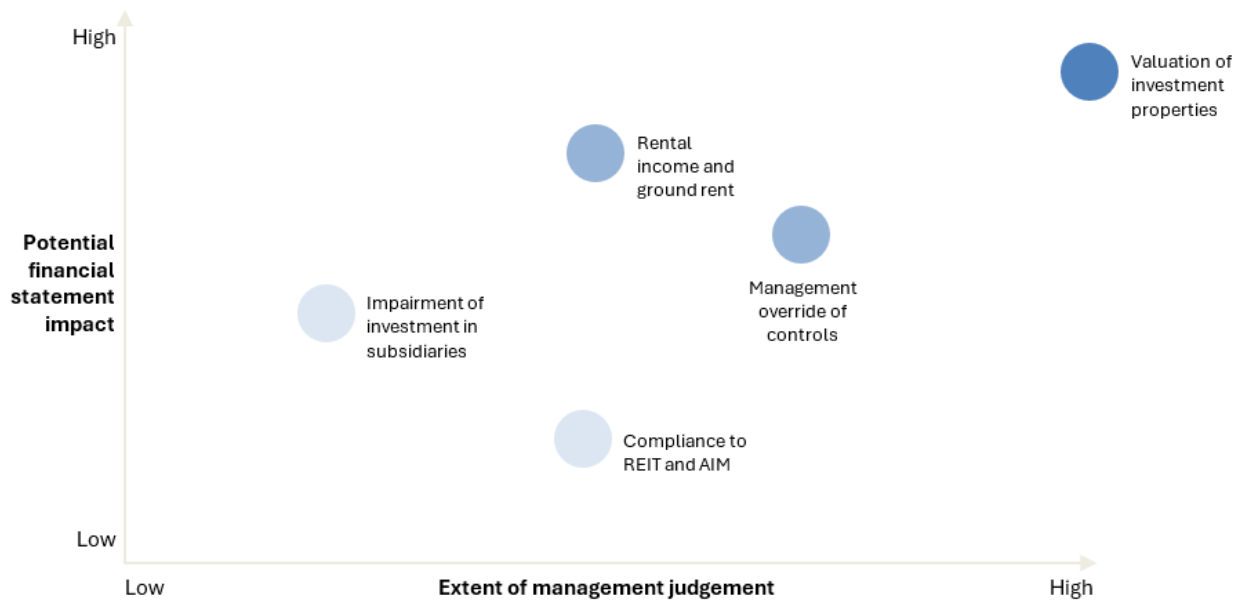 High
Valuation of
investment
properties
Rental
income and
ground rent
Potential
financial
statement
impact
Management
override of
controls
Impairment of
investment in
subsidiaries
Compliance to
REIT and AIM
Low
Low
Extent of management judgement
High